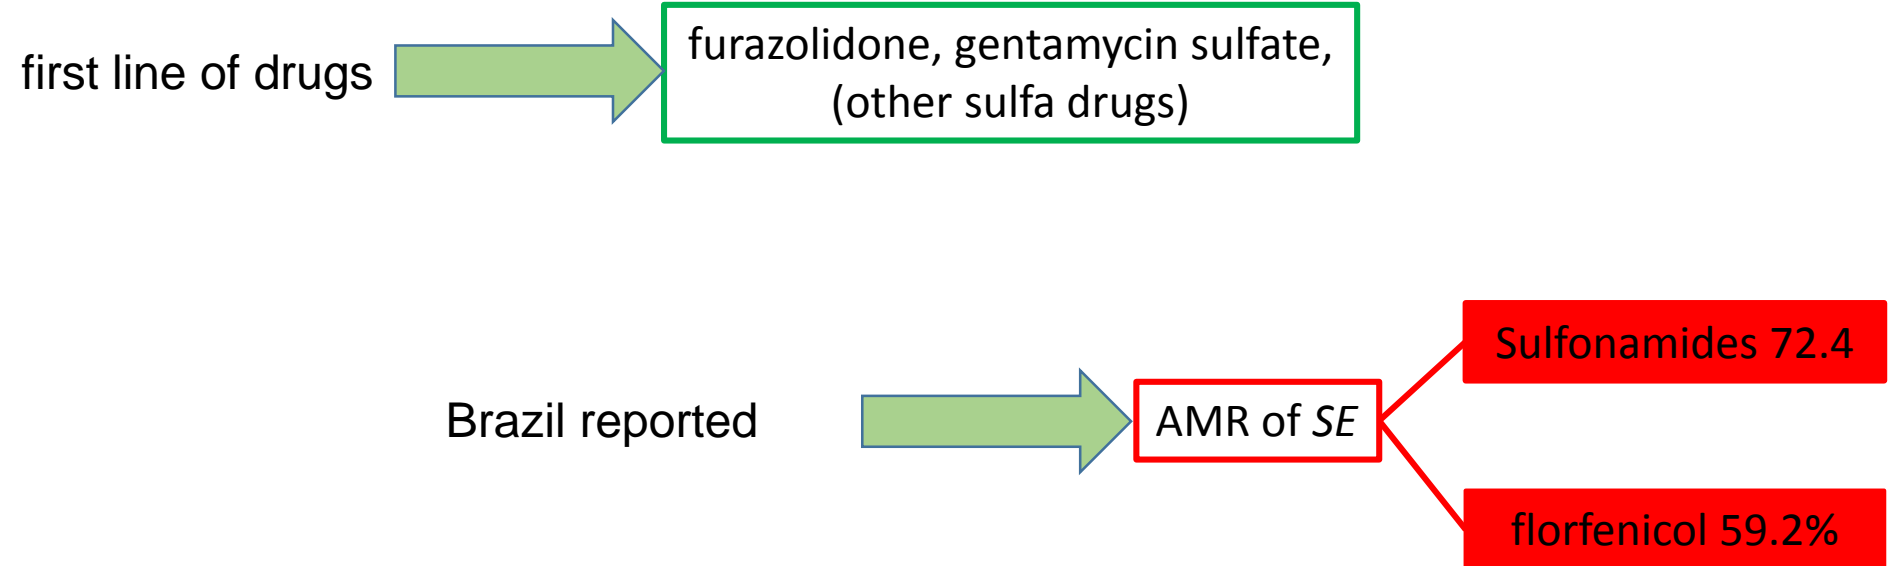 first line of drugs
furazolidone, gentamycin sulfate,
(other sulfa drugs)
Sulfonamides 72.4
Brazil reported
AMR of SE
florfenicol 59.2%